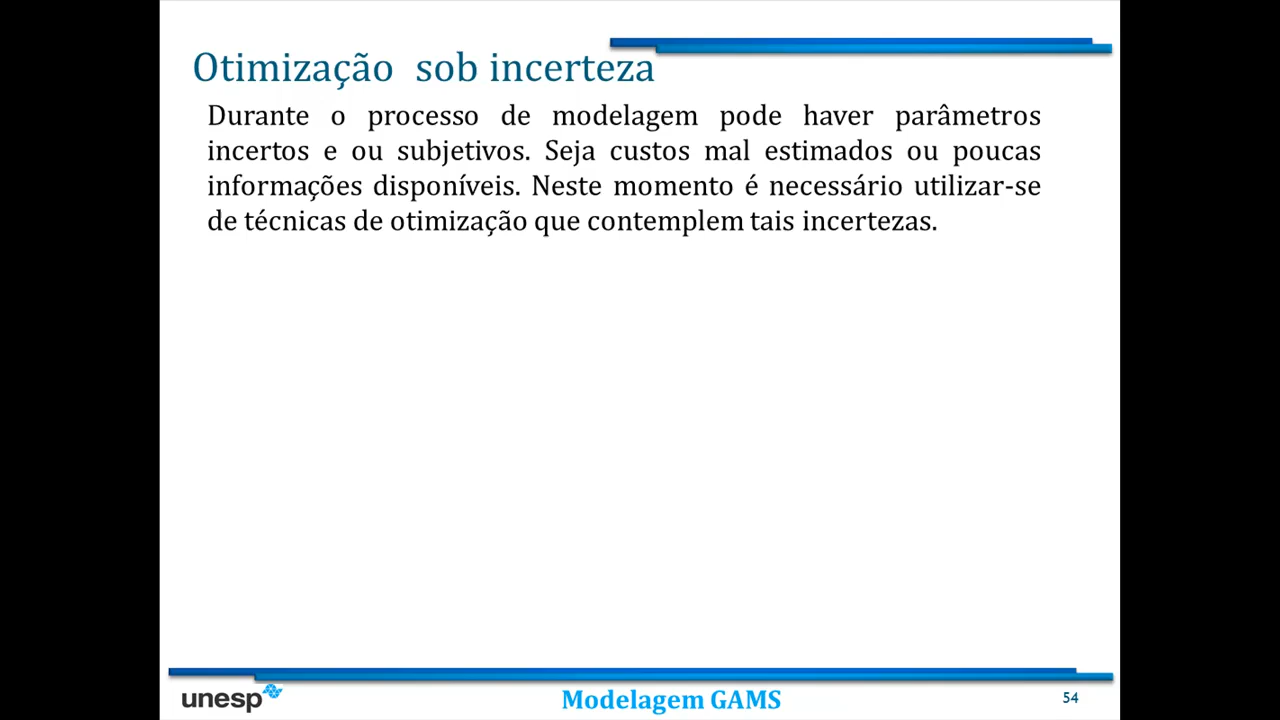 Otimização sob incerteza
Durante o processo de modelagem pode haver parâmetros
incertos e ou subjetivos. Seja custos mal estimados ou poucas
informações disponíveis. Neste momento é necessário utilizar-se
de técnicas de otimização que contemplem tais incertezas.
unesp
Modelagem GAMS
54